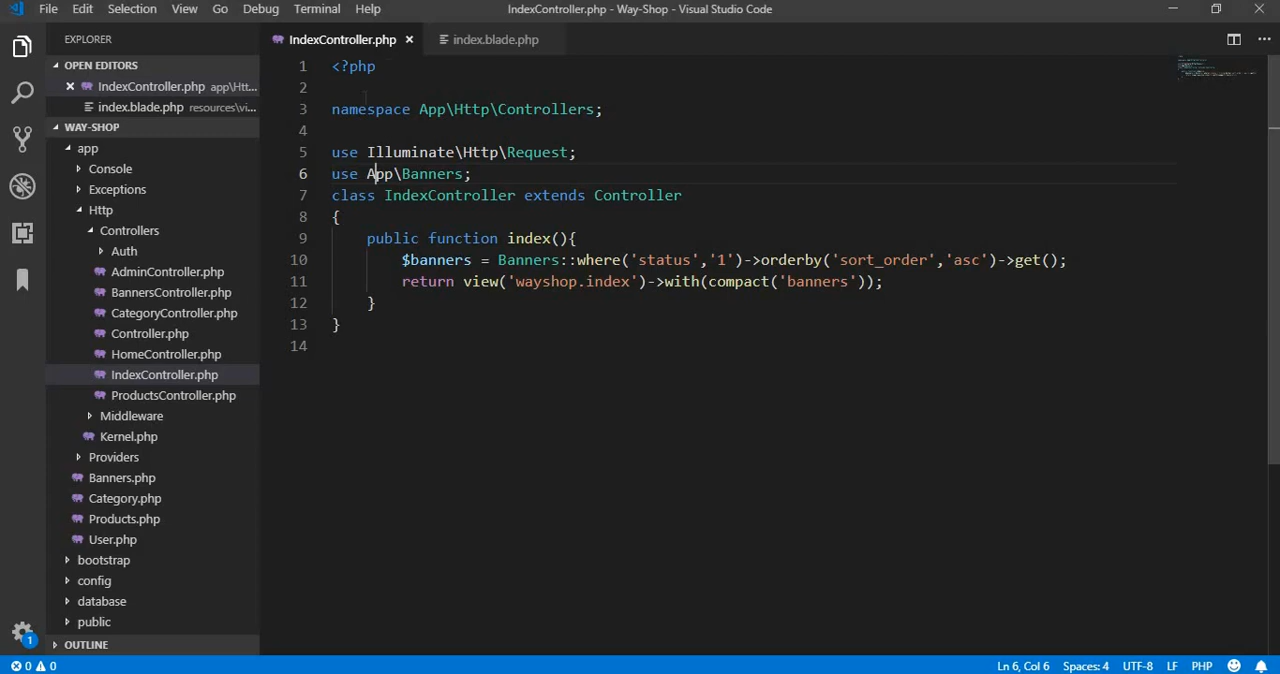 File Edit Selection View Go Debug Terminal Help IndexController.php - Way-Shop - Visual Studio Code
EXPLORER
OPEN EDITORS
IndexController.php app\Htt...
index.blade.php resources\vi...
WAY-SHOP
app
Console
Exceptions
Http
Controllers
Auth
AdminController.php
BannersController.php
CategoryController.php
Controller.php
HomeController.php
IndexController.php
ProductsController.php
Middleware
Kernel.php
Providers
Banners.php
Category.php
Products.php
User.php
bootstrap
config
database
public
OUTLINE
1
IndexController.php index.blade.php
1 <?php
2
3 namespace App\Http\Controllers;
4
5 use Illuminate\Http\Request;
6 use App\Banners;
7 class IndexController extends Controller
8 {
9 public function index(){
10 $banners = Banners::where('status','1')->orderby('sort_order','asc')->get();
11 return view('wayshop.index')->with(compact('banners'));
12 }
13 }
14
0 0 Ln 6, Col 6 Spaces: 4 UTF-8 LF PHP